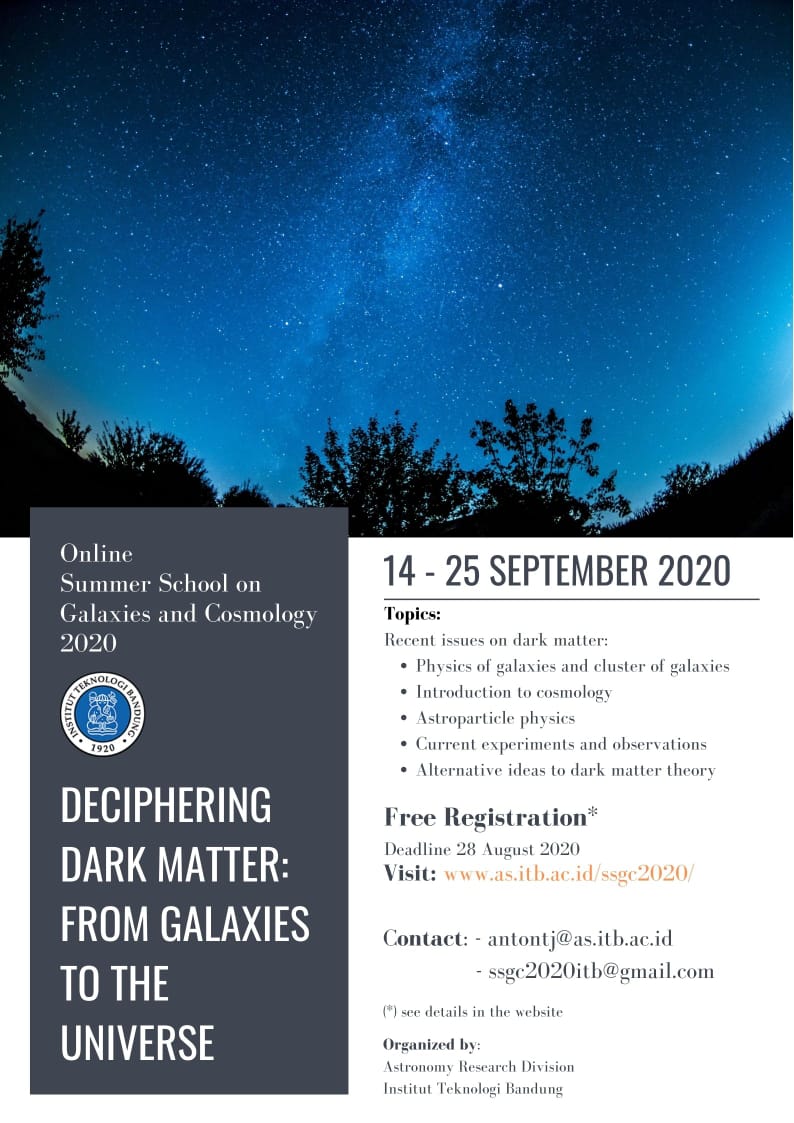 Online
Summer School on
Galaxies and Cosmology
2020
INSTITUT TEKNOLOGI BANDUNG
1920
DECIPHERING
DARK MATTER:
FROM GALAXIES
TO THE
UNIVERSE
14 - 25 SEPTEMBER 2020
Topics:
Recent issues on dark matter:
• Physics of galaxies and cluster of galaxies
• Introduction to cosmology
• Astroparticle physics
• Current experiments and observations
• Alternative ideas to dark matter theory
Free Registration*
Deadline 28 August 2020
Visit: www.as.itb.ac.id/ssgc2020/
Contact: - antontj@as.itb.ac.id
- ssgc2020itb@gmail.com
(*) see details in the website
Organized by:
Astronomy Research Division
Institut Teknologi Bandung